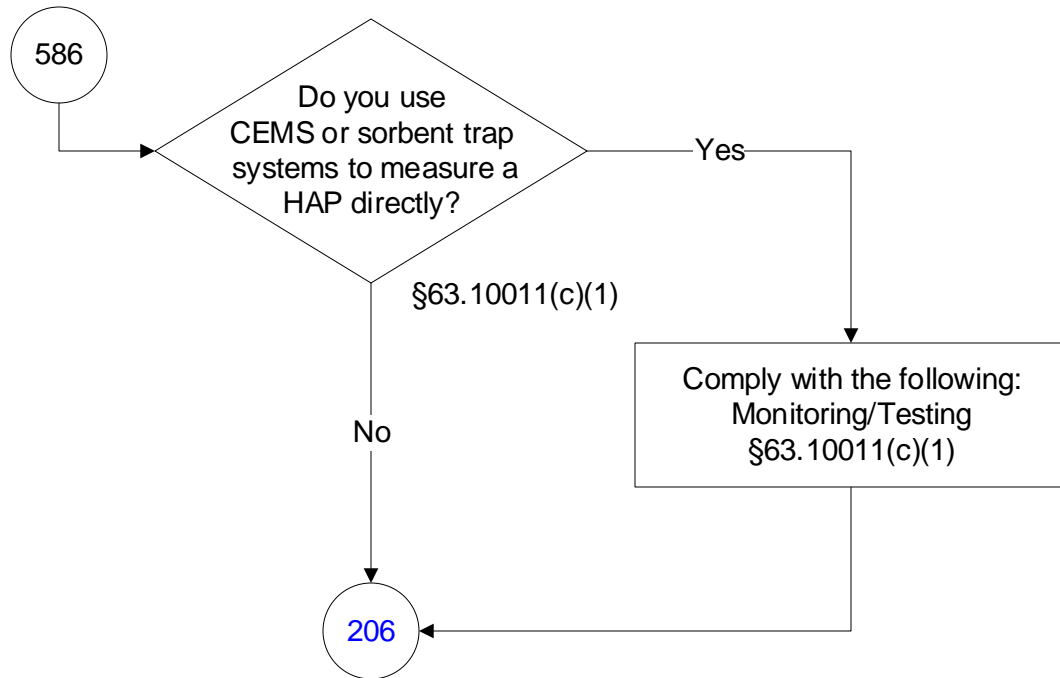 586
Do you use
CEMS or sorbent trap
systems to measure a
HAP directly?
Yes
§63.10011(c)(1)
Comply with the following:
Monitoring/Testing
§63.10011(c)(1)
No
206